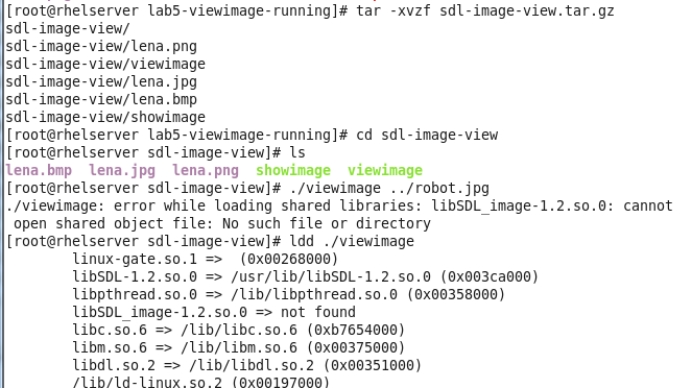 [root@rhelserver lab5-viewimage-running]# tar -xvzf sdl-image-view.tar.gz
sdl-image-view/
sdl-image-view/lena.png
sdl-image-view/viewimage
sdl-image-view/lena.jpg
sdl-image-view/lena.bmp
sdl-image-view/showimage
[root@rhelserver lab5-viewimage-running]# cd sdl-image-view
[root@rhelserver sdl-image-view]# ls
lena.bmp  lena.jpg  lena.png  showimage  viewimage
[root@rhelserver sdl-image-view]# ./viewimage ../robot.jpg
./viewimage: error while loading shared libraries: libSDL_image-1.2.so.0: cannot
 open shared object file: No such file or directory
[root@rhelserver sdl-image-view]# ldd ./viewimage
        linux-gate.so.1 =>  (0x00268000)
        libSDL-1.2.so.0 => /usr/lib/libSDL-1.2.so.0 (0x003ca000)
        libpthread.so.0 => /lib/libpthread.so.0 (0x00358000)
        libSDL_image-1.2.so.0 => not found
        libc.so.6 => /lib/libc.so.6 (0xb7654000)
        libm.so.6 => /lib/libm.so.6 (0x00375000)
        libdl.so.2 => /lib/libdl.so.2 (0x00351000)
        /lib/ld-linux.so.2 (0x00197000)